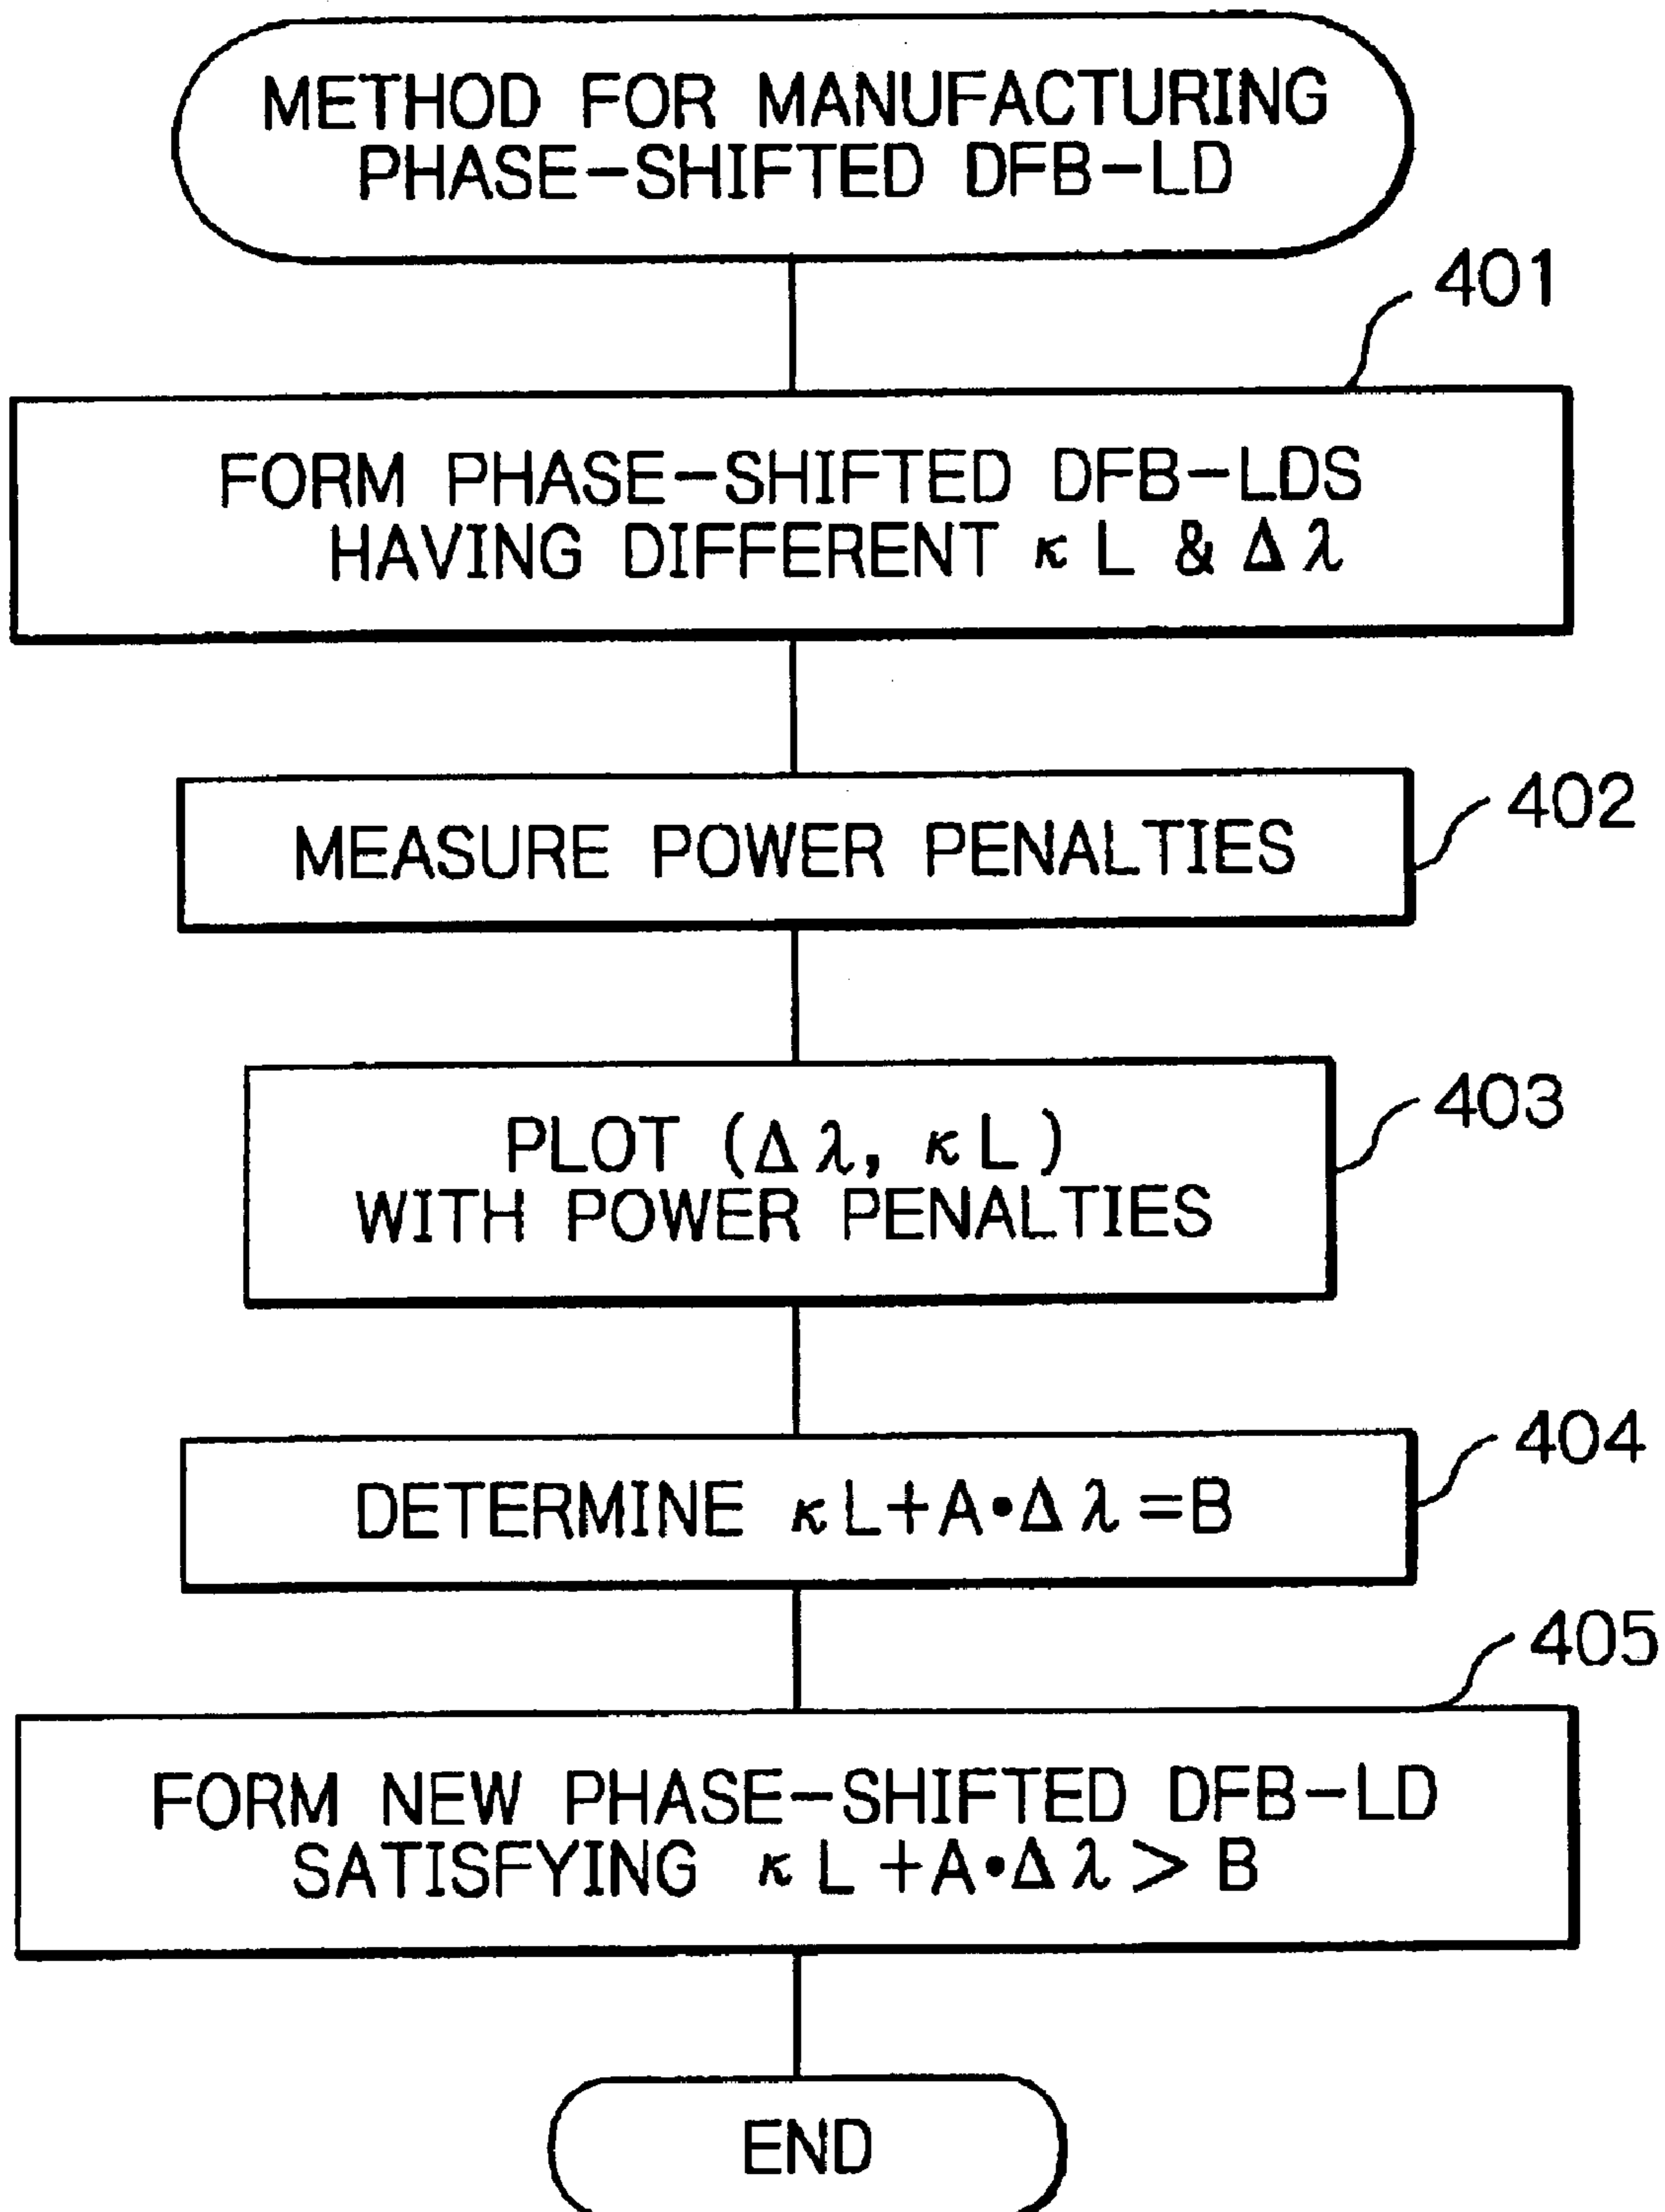 METHOD FOR MANUFACTURING
PHASE-SHIFTED DFB-LD
401
FORM PHASE-SHIFTED DFB-LDS
HAVING DIFFERENT κL & Δλ
402
MEASURE POWER PENALTIES
403
PLOT (Δλ, κL)
WITH POWER PENALTIES
404
DETERMINE κL+A•Δλ=B
405
FORM NEW PHASE-SHIFTED DFB-LD
SATISFYING κL+A•Δλ> B
END